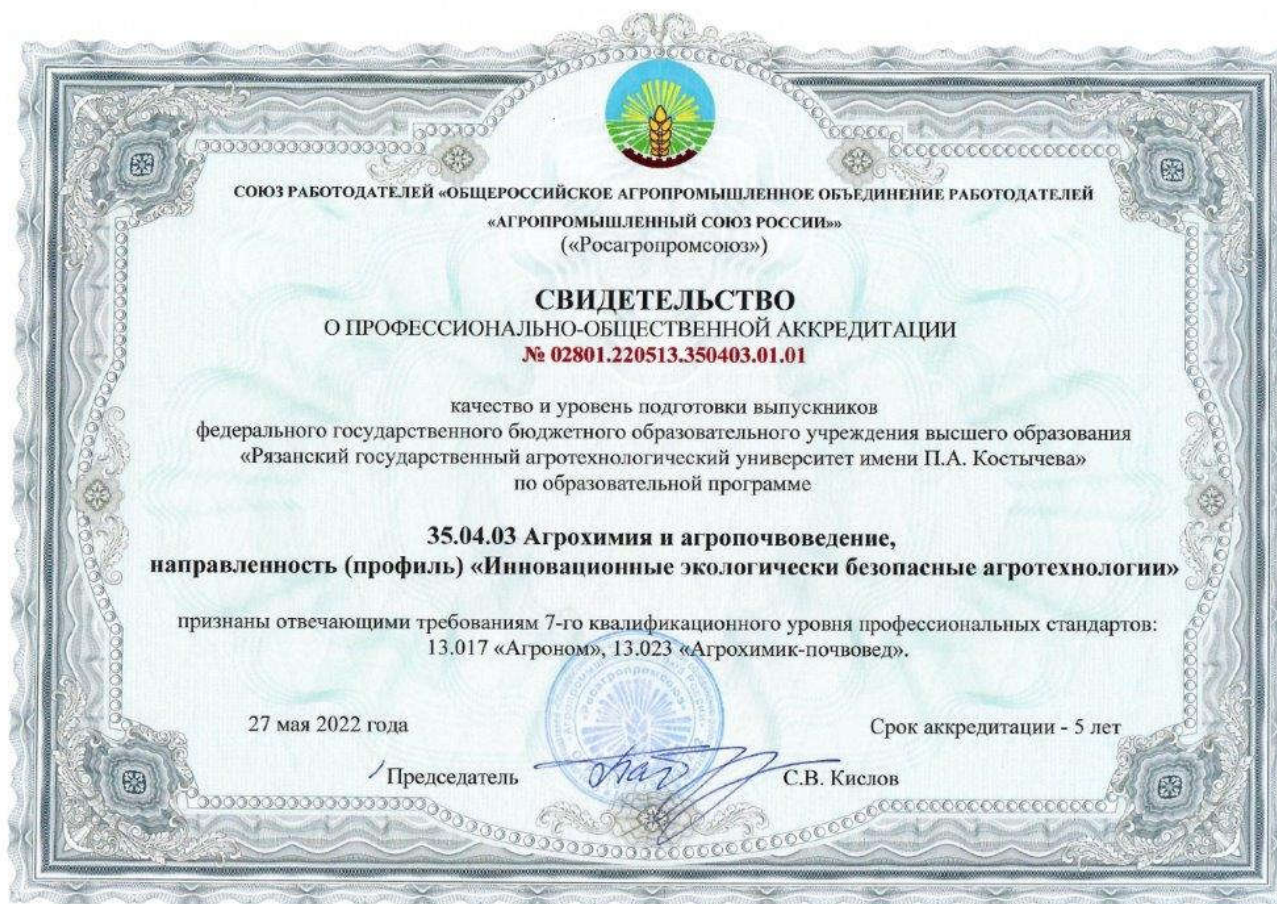 СОЮЗ РАБОТОДАТЕЛЕЙ «ОБЩЕРОССИЙСКОЕ АГРОПРОМЫШЛЕННОЕ ОБЪЕДИНЕНИЕ РАБОТОДАТЕЛЕЙ
«АГРОПРОМЫШЛЕННЫЙ СОЮЗ РОССИИ»»
(«Росагропромсоюз»)
СВИДЕТЕЛЬСТВО
О ПРОФЕССИОНАЛЬНО-ОБЩЕСТВЕННОЙ АККРЕДИТАЦИИ
№ 02801.220513.350403.01.01
качество и уровень подготовки выпускников
федерального государственного бюджетного образовательного учреждения высшего образования
«Рязанский государственный агротехнологический университет имени П.А. Костычева»
по образовательной программе
35.04.03 Агрохимия и агропочвоведение,
направленность (профиль) «Инновационные экологически безопасные агротехнологии»
признаны отвечающими требованиям 7-го квалификационного уровня профессиональных стандартов:
13.017 «Агроном», 13.023 «Агрохимик-почвовед».
27 мая 2022 года
Срок аккредитации - 5 лет
Председатель
С.В. Кислов